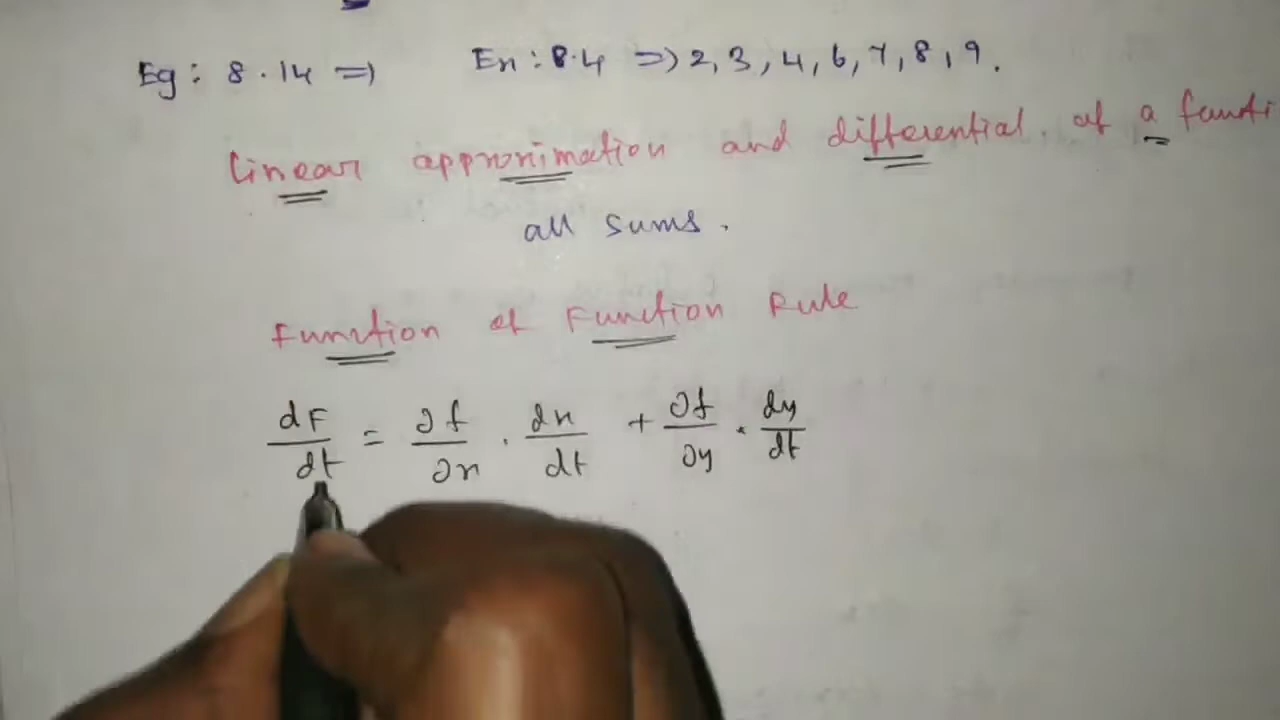 Eg: 8.14 => Ex: 8.4 => 2, 3, 4, 6, 7, 8, 9.
Linear approximation and differential of a functi
all sums.
Function of Function Rule
dF/dt = ∂f/∂x . dx/dt + ∂f/∂y . dy/dt